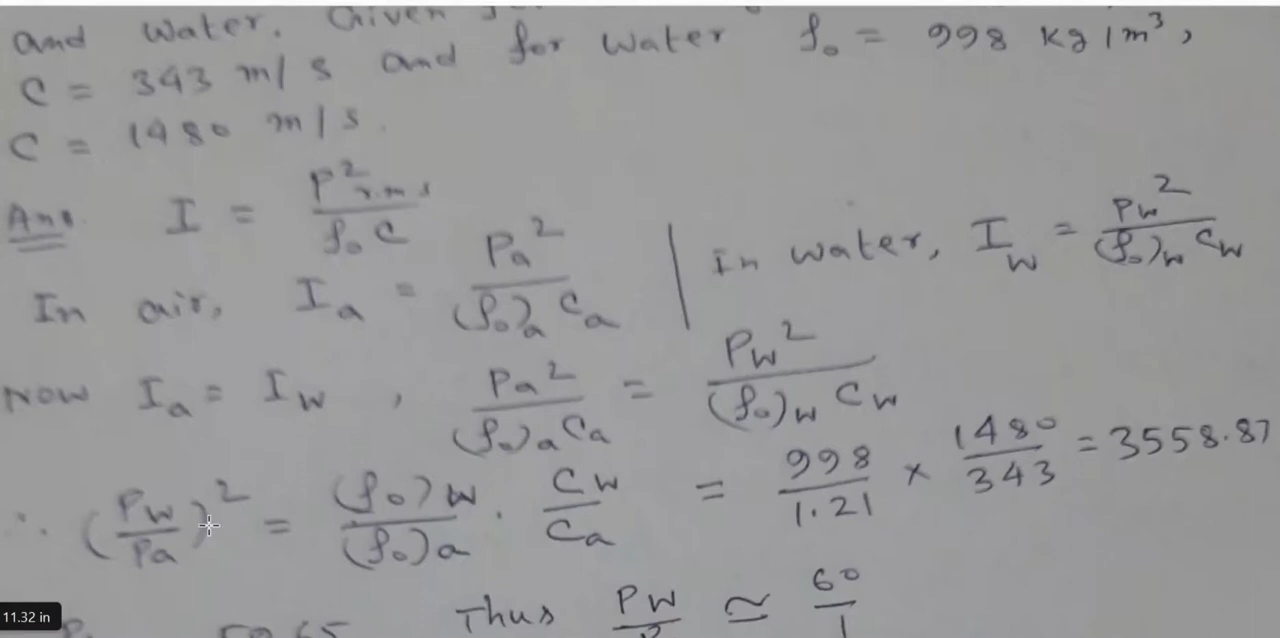 and water. Given
C = 343 m/s and for water ρ₀ = 998 kg/m³,
C = 1480 m/s.
Ans. I = P²rms / ρ₀C
In air, Iₐ = Pₐ² / (ρ₀)ₐ Cₐ | in water, I_w = P_w² / (ρ₀)_w C_w
Now Iₐ = I_w, Pₐ² / (ρ₀)ₐ Cₐ = P_w² / (ρ₀)_w C_w
∴ (P_w / Pₐ)² = (ρ₀)_w / (ρ₀)ₐ . C_w / Cₐ = 998 / 1.21 × 1480 / 343 = 3558.87
Thus P_w / ≃ 60 / 1
11.32 in